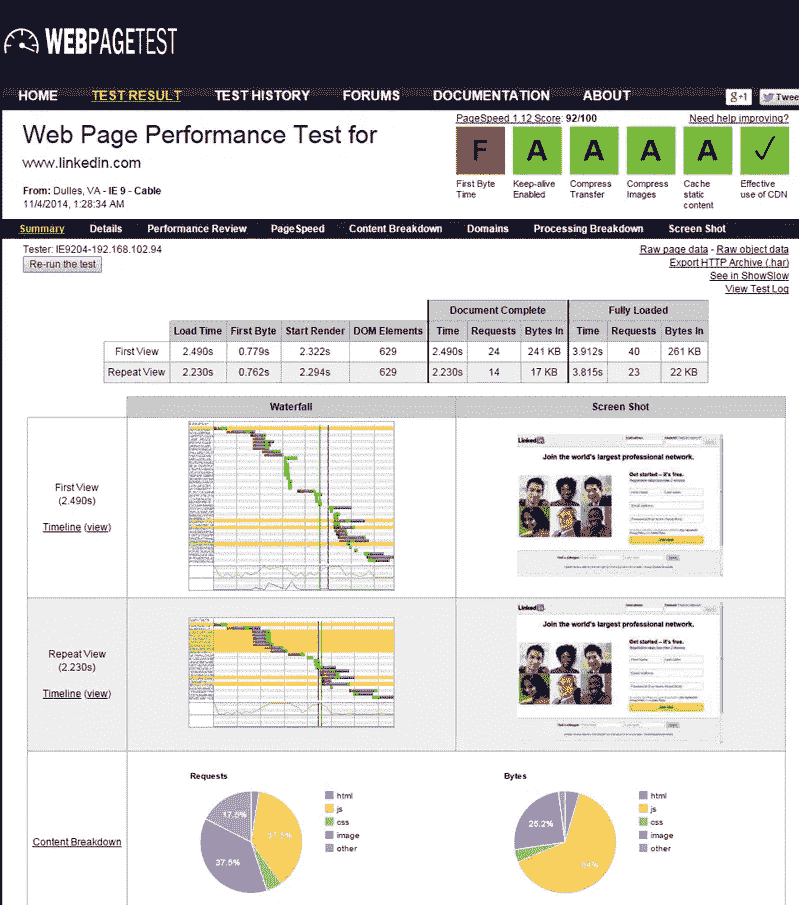 WEBPAGETEST
HOME TEST RESULT TEST HISTORY FORUMS DOCUMENTATION ABOUT g+1 Twee
Web Page Performance Test for
www.linkedin.com
From: Dulles, VA - IE 9 - Cable
11/4/2014, 1:28:34 AM
PageSpeed 1.12 Score: 92/100 Need help improving?
F A A A A ✓
First Byte Time
Keep-alive Enabled
Compress Transfer
Compress Images
Cache static content
Effective use of CDN
Summary Details Performance Review PageSpeed Content Breakdown Domains Processing Breakdown Screen Shot
Tester: IE9204-192.168.102.94
Re-run the test
Raw page data - Raw object data
Export HTTP Archive (.har)
See in ShowSlow
View Test Log
Document Complete Fully Loaded
Load Time First Byte Start Render DOM Elements Time Requests Bytes In Time Requests Bytes In
First View 2.490s 0.779s 2.322s 629 2.490s 24 241 KB 3.912s 40 261 KB
Repeat View 2.230s 0.762s 2.294s 629 2.230s 14 17 KB 3.815s 23 22 KB
Waterfall Screen Shot
First View
(2.490s)
Timeline (view)
Linked in
Join the world's largest professional network.
Get started – it's free.
Repeat View
(2.230s)
Timeline (view)
Linked in
Join the world's largest professional network.
Get started – it's free.
Content Breakdown
Requests
17.5%
37.5%
37.5%
html
js
css
image
other
Bytes
25.2%
64%
html
js
css
image
other